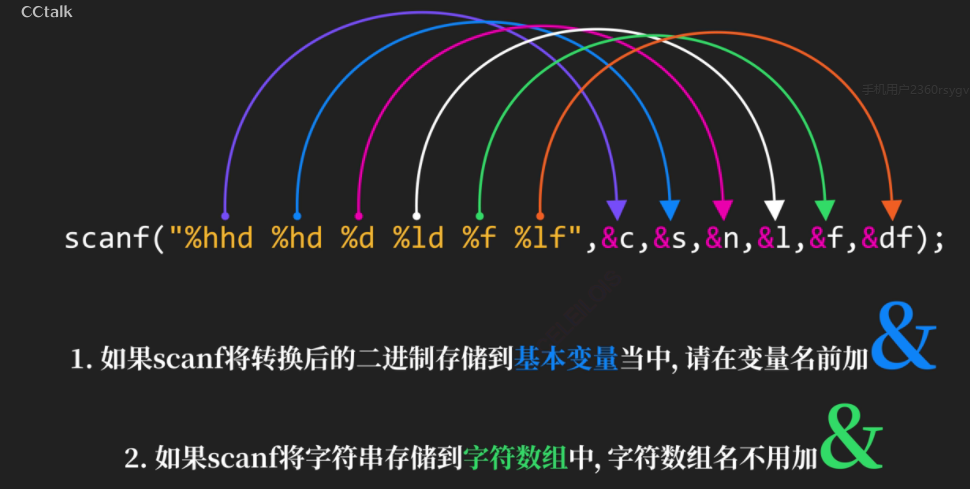 CCtalk
手机用户2360rsygv
scanf("%hhd %hd %d %ld %f %lf",&c,&s,&n,&l,&f,&df);
1. 如果scanf将转换后的二进制存储到基本变量当中, 请在变量名前加&
2. 如果scanf将字符串存储到字符数组中, 字符数组名不用加&